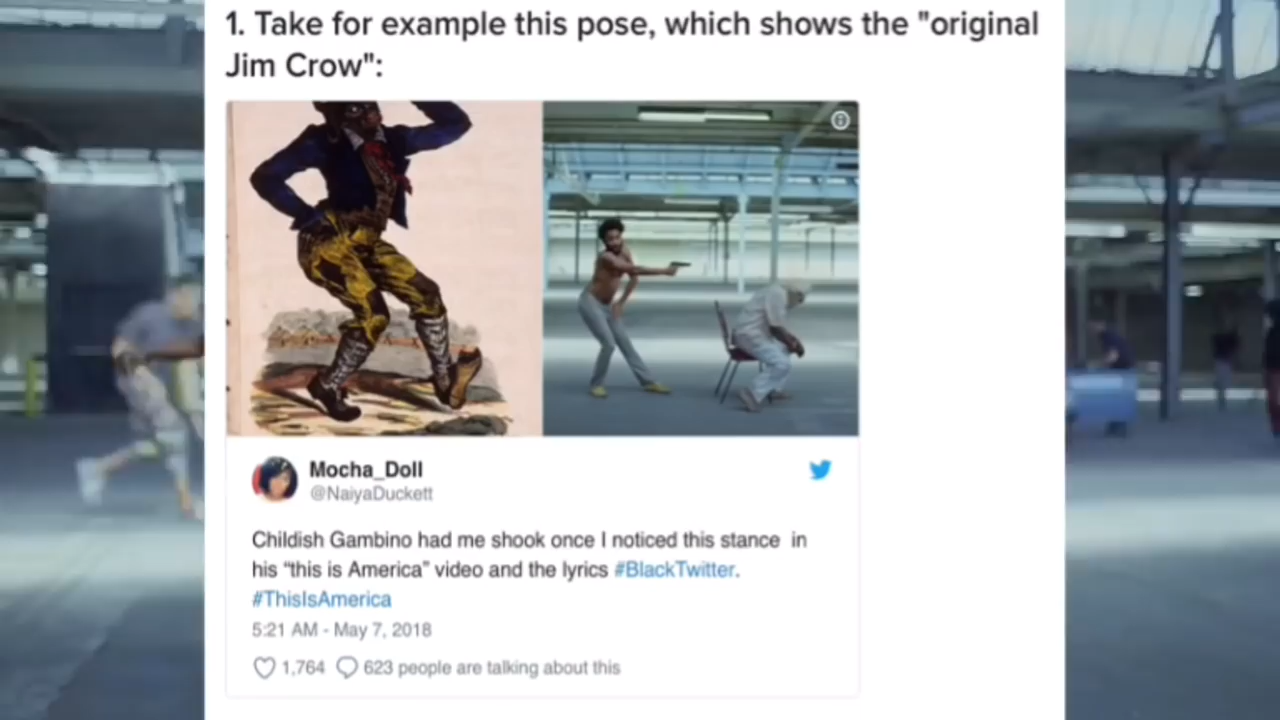 1. Take for example this pose, which shows the "original
Jim Crow":
Mocha_Doll
@NaiyaDuckett
Childish Gambino had me shook once I noticed this stance in
his “this is America” video and the lyrics #BlackTwitter.
#ThisIsAmerica
5:21 AM - May 7, 2018
1,764 623 people are talking about this